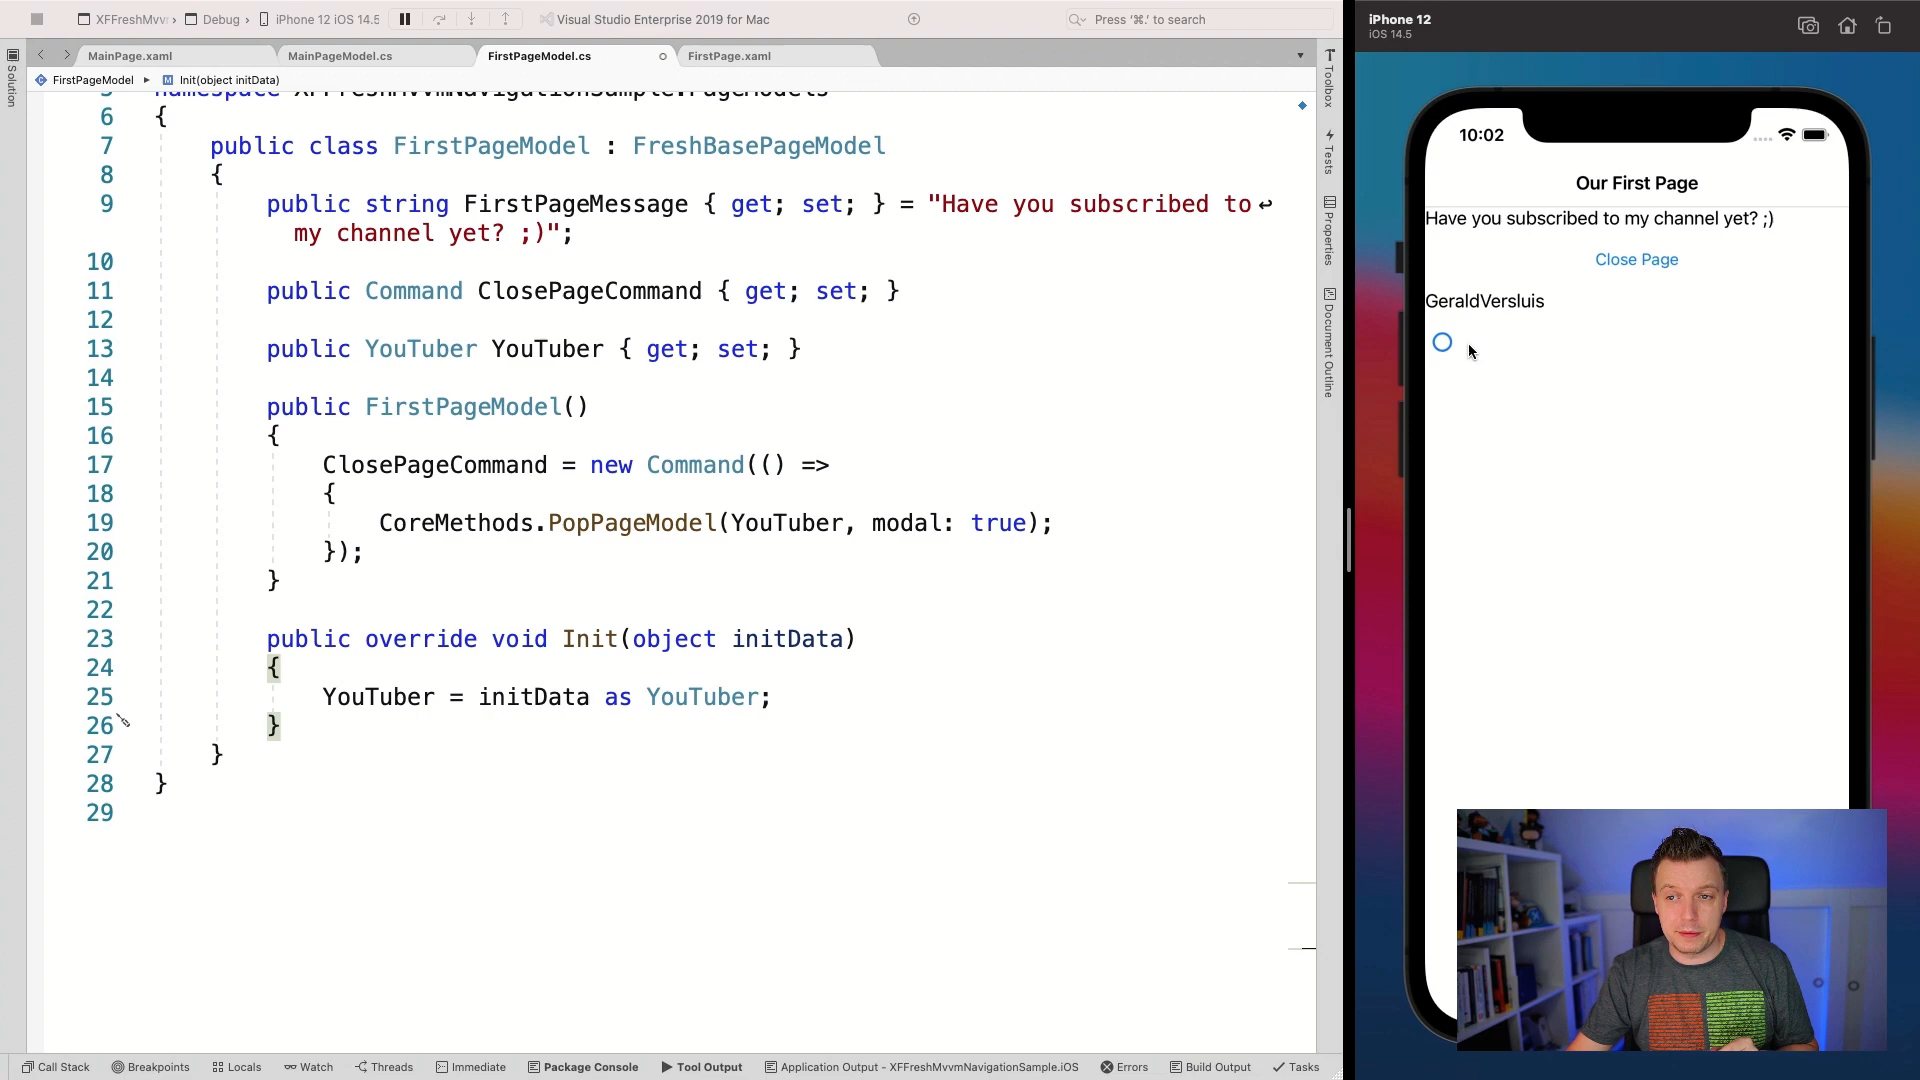 XFFreshMvv › Debug › iPhone 12 iOS 14.5 Visual Studio Enterprise 2019 for Mac Press '⌘.' to search
MainPage.xaml MainPageModel.cs FirstPageModel.cs FirstPage.xaml
FirstPageModel ▸ M Init(object initData)
Solution
5 namespace XFFreshMvvmNavigationSample.PageModels
6 {
7 public class FirstPageModel : FreshBasePageModel
8 {
9 public string FirstPageMessage { get; set; } = "Have you subscribed to↩
my channel yet? ;)";
10
11 public Command ClosePageCommand { get; set; }
12
13 public YouTuber YouTuber { get; set; }
14
15 public FirstPageModel()
16 {
17 ClosePageCommand = new Command(() =>
18 {
19 CoreMethods.PopPageModel(YouTuber, modal: true);
20 });
21 }
22
23 public override void Init(object initData)
24 {
25 YouTuber = initData as YouTuber;
26 }
27 }
28 }
29
Toolbox
Tests
Properties
Document Outline
Call Stack Breakpoints Locals Watch Threads Immediate Package Console Tool Output Application Output - XFFreshMvvmNavigationSample.iOS Errors Build Output Tasks
iPhone 12
iOS 14.5
10:02
Our First Page
Have you subscribed to my channel yet? ;)
Close Page
GeraldVersluis